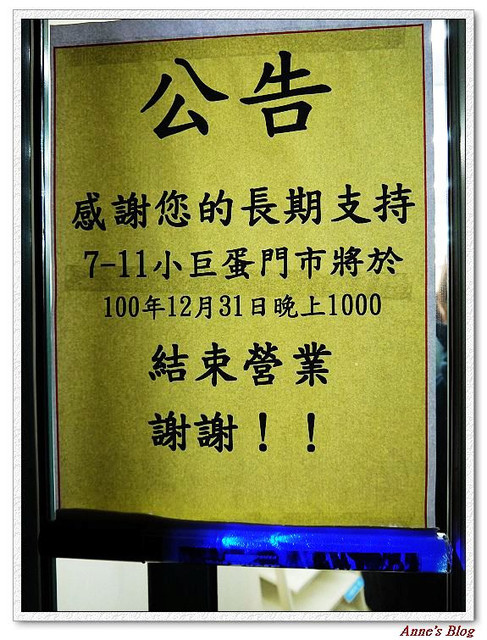 公告
感謝您的長期支持
7-11小巨蛋門市將於
100年12月31日晚上1000
結束營業
謝謝！！
Anne's Blog